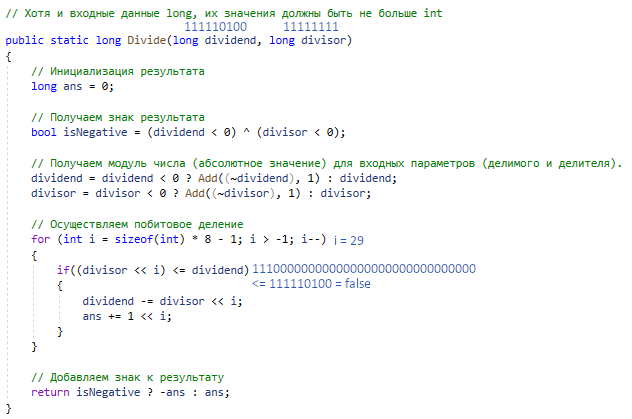 // Хотя и входные данные long, их значения должны быть не больше int
111110100 11111111
public static long Divide(long dividend, long divisor)
{
// Инициализация результата
long ans = 0;
// Получаем знак результата
bool isNegative = (dividend < 0) ^ (divisor < 0);
// Получаем модуль числа (абсолютное значение) для входных параметров (делимого и делителя).
dividend = dividend < 0 ? Add((~dividend), 1) : dividend;
divisor = divisor < 0 ? Add((~divisor), 1) : divisor;
// Осуществляем побитовое деление
for (int i = sizeof(int) * 8 - 1; i > -1; i--) i = 29
{
if((divisor << i) <= dividend) 11100000000000000000000000000000
{ <= 111110100 = false
dividend -= divisor << i;
ans += 1 << i;
}
}
// Добавляем знак к результату
return isNegative ? -ans : ans;
}